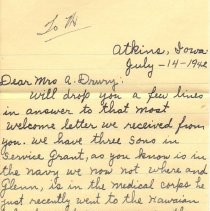 To
Atkins, Iowa
July-14-1942
Dear Mrs A. Drury:
will drop you a few lines
in answer to that most
welcome letter we received from
you. we have three sons in
Service Grant, as you know is in
the navy we now not where and
Glenn, is in the medical corps he
just recently went to the Hawaiian